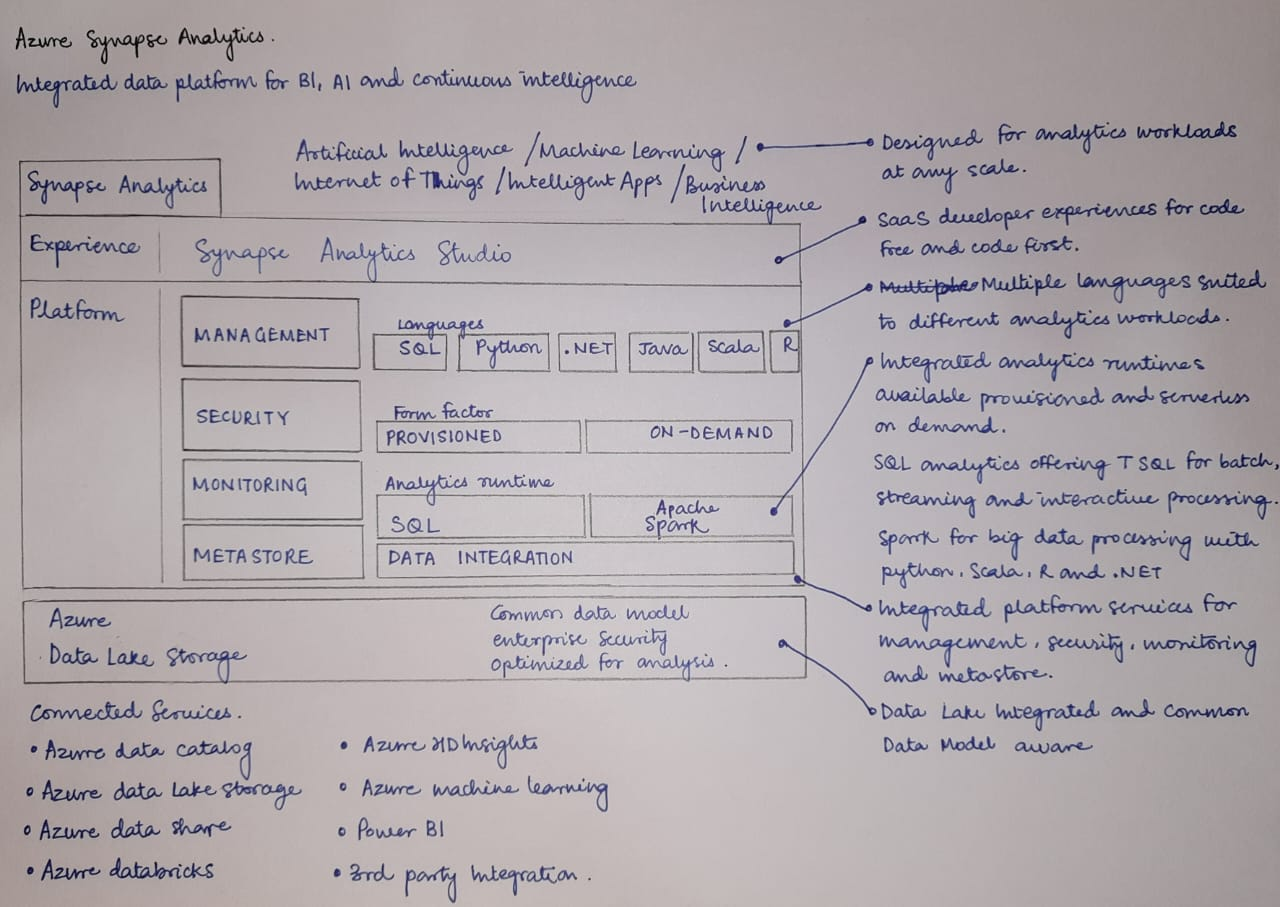 Azure Synapse Analytics.
Integrated data platform for BI, AI and continuous intelligence
Artificial Intelligence / Machine Learning /
Internet of Things / Intelligent Apps / Business
Intelligence
Synapse Analytics
Experience
Synapse Analytics Studio
Platform
MANAGEMENT
SECURITY
MONITORING
METASTORE
Languages
SQL Python .NET Java Scala R
Form factor
PROVISIONED ON-DEMAND
Analytics runtime
SQL
Apache
Spark
DATA INTEGRATION
Azure
Data Lake Storage
Common data model
enterprise security
optimized for analysis.
• Designed for analytics workloads
at any scale.
• SaaS developer experiences for code
free and code first.
• Multiple languages suited
to different analytics workloads.
• Integrated analytics runtimes
available provisioned and serverless
on demand.
SQL analytics offering T SQL for batch,
streaming and interactive processing.
Spark for big data processing with
python, Scala, R and .NET
• Integrated platform services for
management, security, monitoring
and metastore.
• Data Lake Integrated and Common
Data Model aware
Connected Services.
• Azure data catalog
• Azure data Lake storage
• Azure data share
• Azure databricks
• Azure HDInsights
• Azure machine learning
• Power BI
• 3rd party Integration.